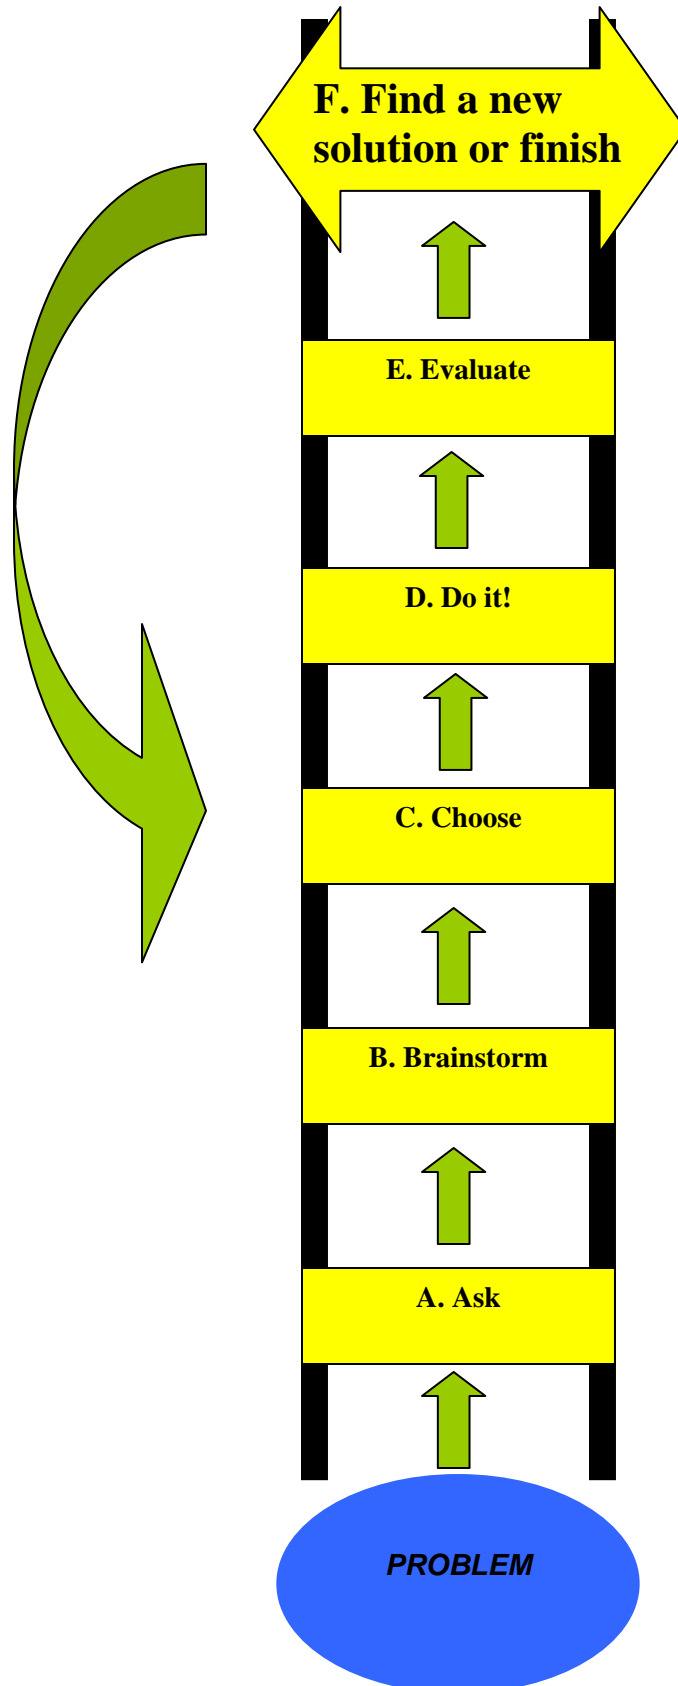 F. Find a new
solution or finish
E. Evaluate
D. Do it!
C. Choose
B. Brainstorm
A. Ask
PROBLEM